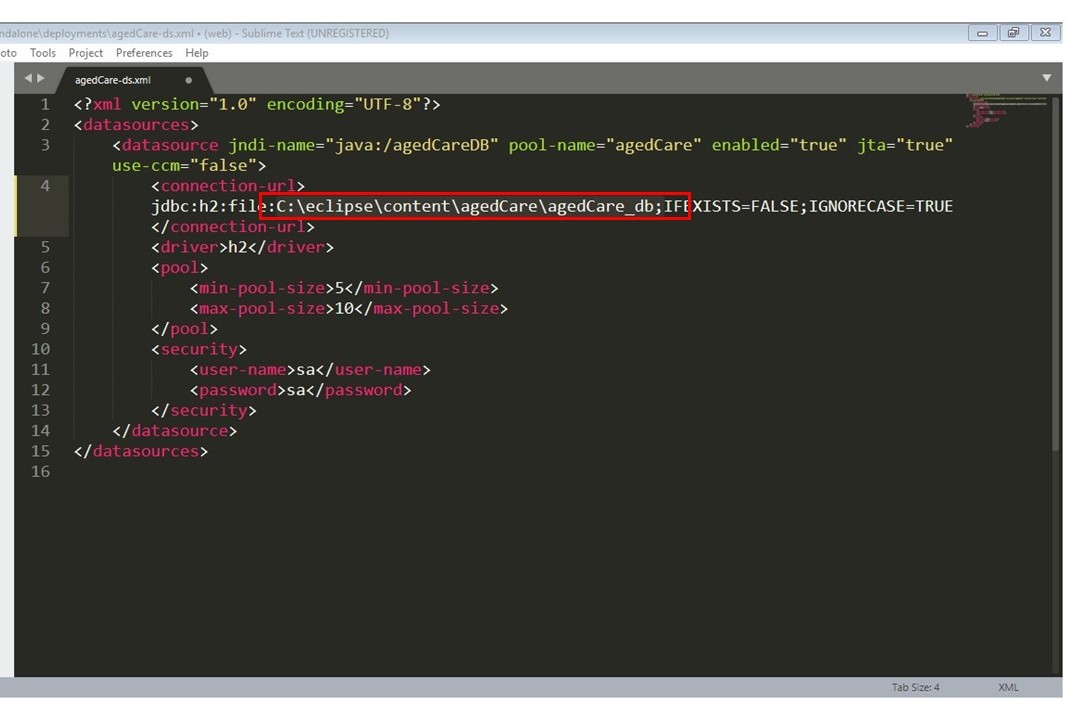 ndalone\deployments\agedCare-ds.xml • (web) - Sublime Text (UNREGISTERED)
oto Tools Project Preferences Help
agedCare-ds.xml
1 <?xml version="1.0" encoding="UTF-8"?>
2 <datasources>
3 <datasource jndi-name="java:/agedCareDB" pool-name="agedCare" enabled="true" jta="true"
use-ccm="false">
4 <connection-url>
jdbc:h2:file:C:\eclipse\content\agedCare\agedCare_db;IFEXISTS=FALSE;IGNORECASE=TRUE
</connection-url>
5 <driver>h2</driver>
6 <pool>
7 <min-pool-size>5</min-pool-size>
8 <max-pool-size>10</max-pool-size>
9 </pool>
10 <security>
11 <user-name>sa</user-name>
12 <password>sa</password>
13 </security>
14 </datasource>
15 </datasources>
16
Tab Size: 4 XML